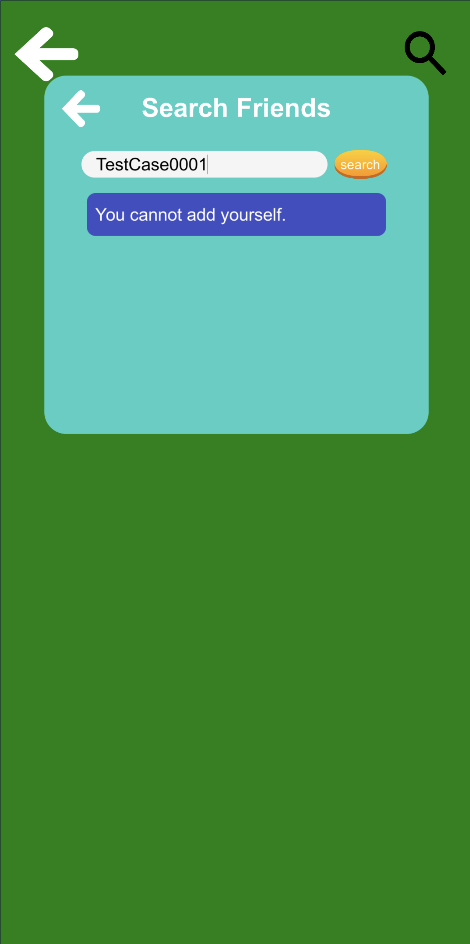 Search Friends
TestCase0001
search
You cannot add yourself.